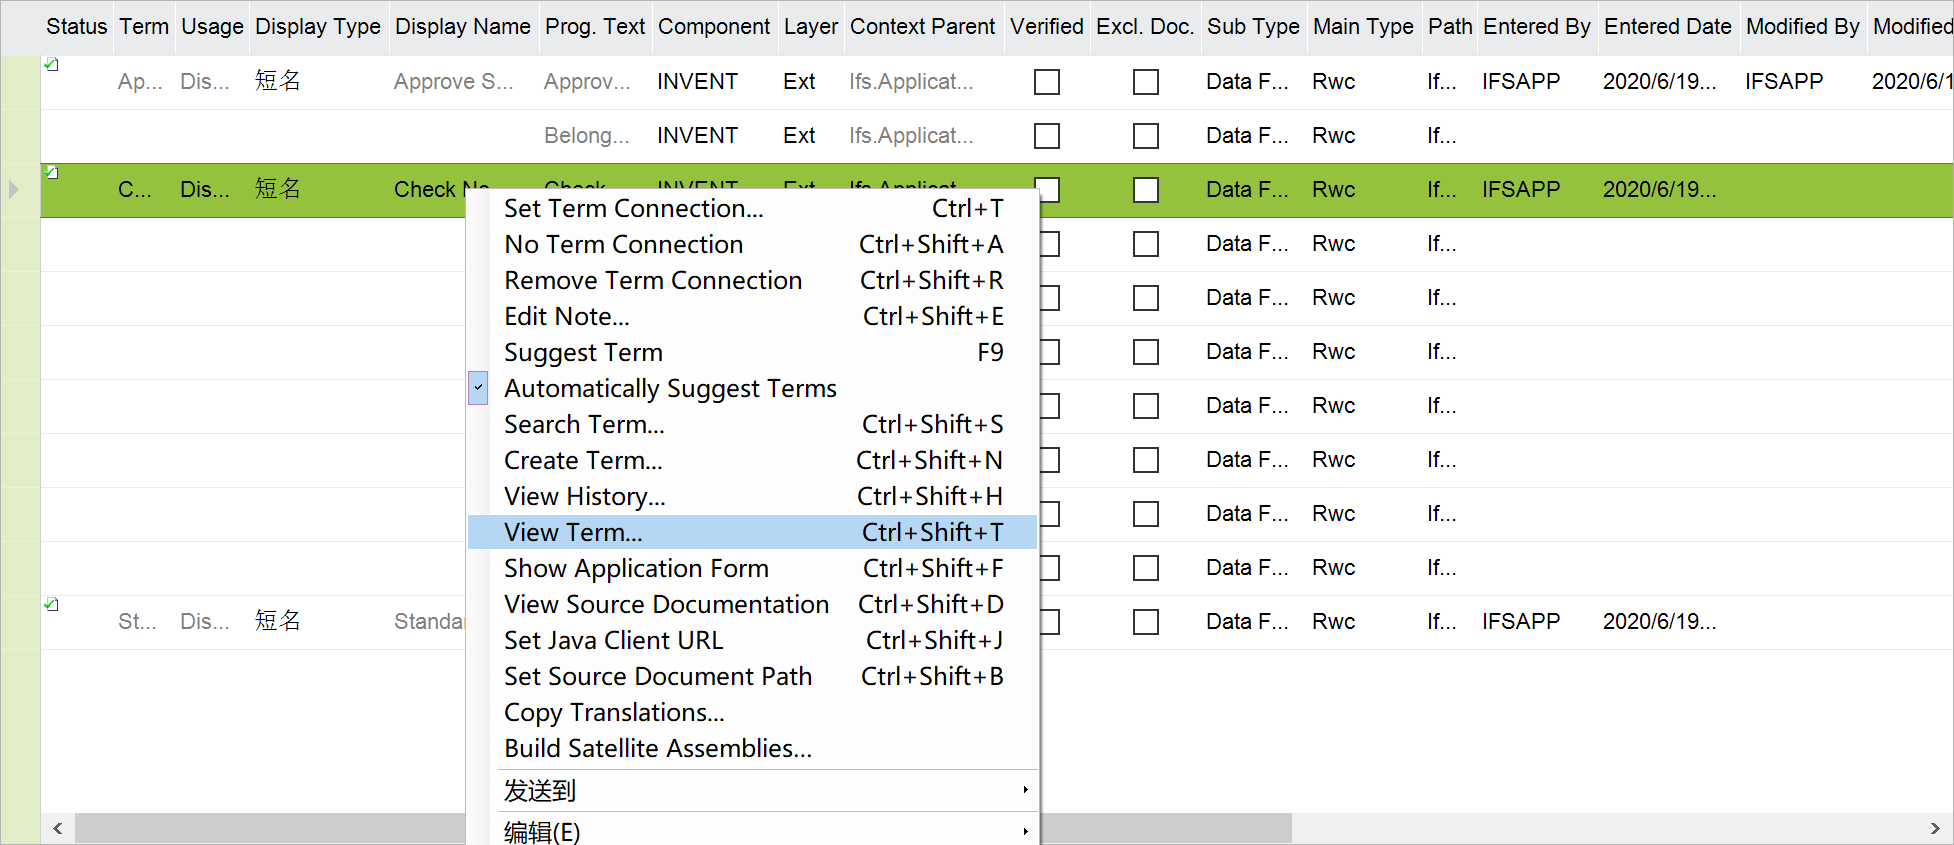 Status Term Usage Display Type Display Name Prog. Text Component Layer Context Parent Verified Excl. Doc. Sub Type Main Type Path Entered By Entered Date Modified By Modified
Ap... Dis... 短名 Approve S... Approv... INVENT Ext Ifs.Applicat... Data F... Rwc If... IFSAPP 2020/6/19... IFSAPP 2020/6/1
Belong... INVENT Ext Ifs.Applicat... Data F... Rwc If...
C... Dis... 短名 Check No Check INVENT Ext Ifs.Applicat Data F... Rwc If... IFSAPP 2020/6/19...
Set Term Connection... Ctrl+T
No Term Connection Ctrl+Shift+A Data F... Rwc If...
Remove Term Connection Ctrl+Shift+R
Data F... Rwc If...
Edit Note... Ctrl+Shift+E
Suggest Term F9 Data F... Rwc If...
Automatically Suggest Terms
Data F... Rwc If...
Search Term... Ctrl+Shift+S
Create Term... Ctrl+Shift+N Data F... Rwc If...
View History... Ctrl+Shift+H
Data F... Rwc If...
View Term... Ctrl+Shift+T
Show Application Form Ctrl+Shift+F Data F... Rwc If...
View Source Documentation Ctrl+Shift+D
St... Dis... 短名 Standa Data F... Rwc If... IFSAPP 2020/6/19...
Set Java Client URL Ctrl+Shift+J
Set Source Document Path Ctrl+Shift+B
Copy Translations...
Build Satellite Assemblies...
发送到
编辑(E)